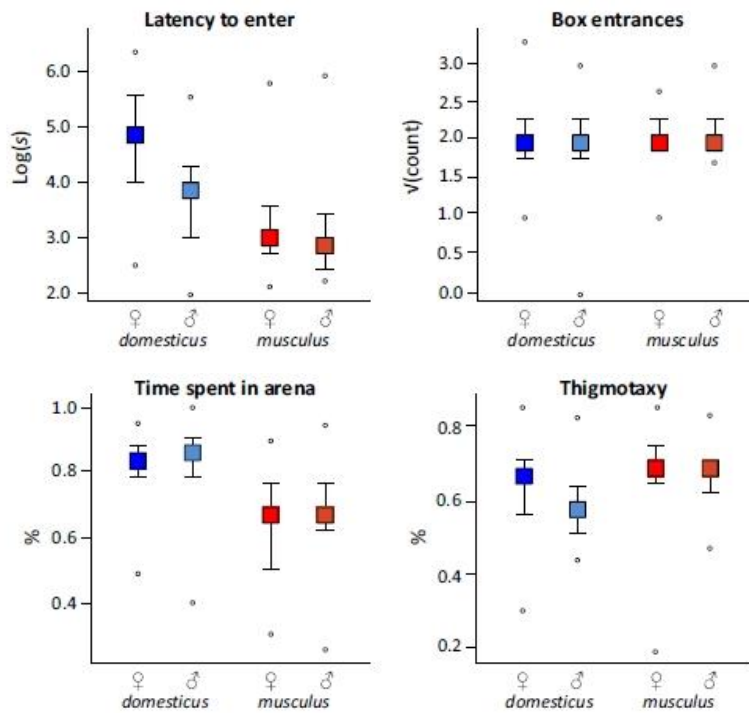 Latency to enter
Log(s)
6.0
5.0
4.0
3.0
2.0
♀ ♂ ♀ ♂
domesticus musculus
Box entrances
√(count)
3.0
2.5
2.0
1.5
1.0
0.5
0.0
♀ ♂ ♀ ♂
domesticus musculus
Time spent in arena
%
1.0
0.8
0.6
0.4
♀ ♂ ♀ ♂
domesticus musculus
Thigmotaxy
%
0.8
0.6
0.4
0.2
♀ ♂ ♀ ♂
domesticus musculus